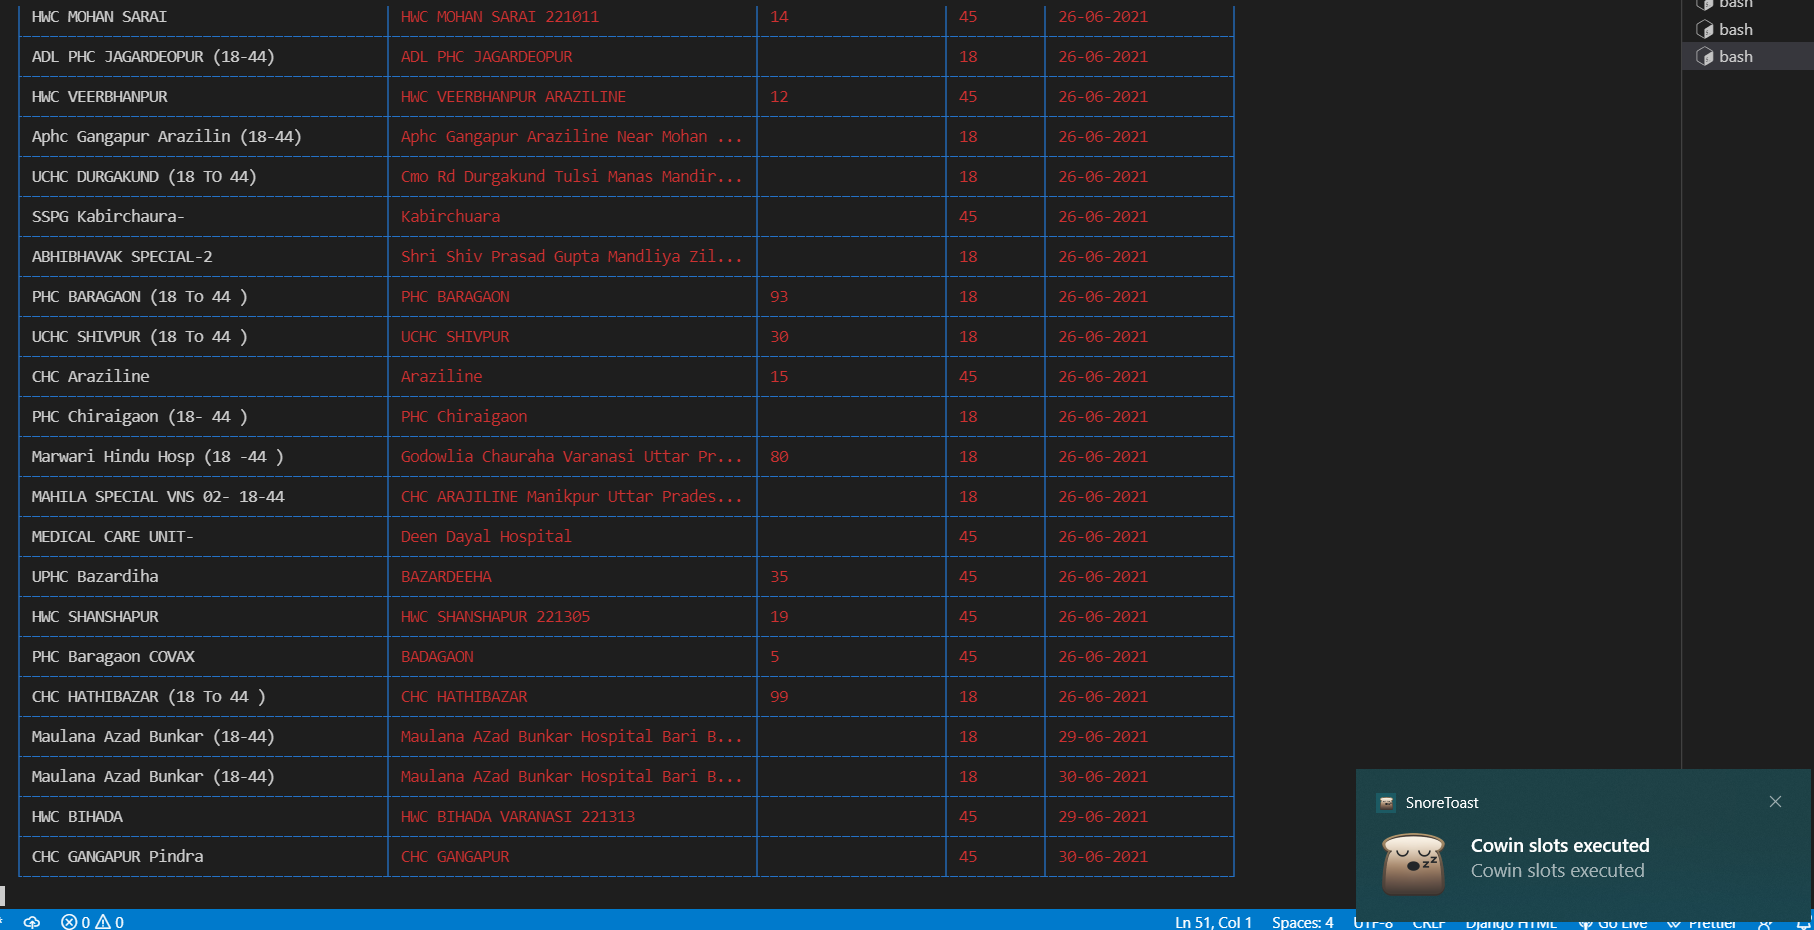 HWC MOHAN SARAI HWC MOHAN SARAI 221011 14 45 26-06-2021
ADL PHC JAGARDEOPUR (18-44) ADL PHC JAGARDEOPUR 18 26-06-2021
HWC VEERBHANPUR HWC VEERBHANPUR ARAZILINE 12 45 26-06-2021
Aphc Gangapur Arazilin (18-44) Aphc Gangapur Araziline Near Mohan ... 18 26-06-2021
UCHC DURGAKUND (18 TO 44) Cmo Rd Durgakund Tulsi Manas Mandir... 18 26-06-2021
SSPG Kabirchaura- Kabirchuara 45 26-06-2021
ABHIBHAVAK SPECIAL-2 Shri Shiv Prasad Gupta Mandliya Zil... 18 26-06-2021
PHC BARAGAON (18 To 44 ) PHC BARAGAON 93 18 26-06-2021
UCHC SHIVPUR (18 To 44 ) UCHC SHIVPUR 30 18 26-06-2021
CHC Araziline Araziline 15 45 26-06-2021
PHC Chiraigaon (18- 44 ) PHC Chiraigaon 18 26-06-2021
Marwari Hindu Hosp (18 -44 ) Godowlia Chauraha Varanasi Uttar Pr... 80 18 26-06-2021
MAHILA SPECIAL VNS 02- 18-44 CHC ARAJILINE Manikpur Uttar Prades... 18 26-06-2021
MEDICAL CARE UNIT- Deen Dayal Hospital 45 26-06-2021
UPHC Bazardiha BAZARDEEHA 35 45 26-06-2021
HWC SHANSHAPUR HWC SHANSHAPUR 221305 19 45 26-06-2021
PHC Baragaon COVAX BADAGAON 5 45 26-06-2021
CHC HATHIBAZAR (18 To 44 ) CHC HATHIBAZAR 99 18 26-06-2021
Maulana Azad Bunkar (18-44) Maulana AZad Bunkar Hospital Bari B... 18 29-06-2021
Maulana Azad Bunkar (18-44) Maulana AZad Bunkar Hospital Bari B... 18 30-06-2021
HWC BIHADA HWC BIHADA VARANASI 221313 45 29-06-2021
CHC GANGAPUR Pindra CHC GANGAPUR 45 30-06-2021
bash
bash
bash
SnoreToast
Cowin slots executed
Cowin slots executed
0 0 Ln 51, Col 1 Spaces: 4 UTF-8 CRLF Django HTML Go Live Prettier